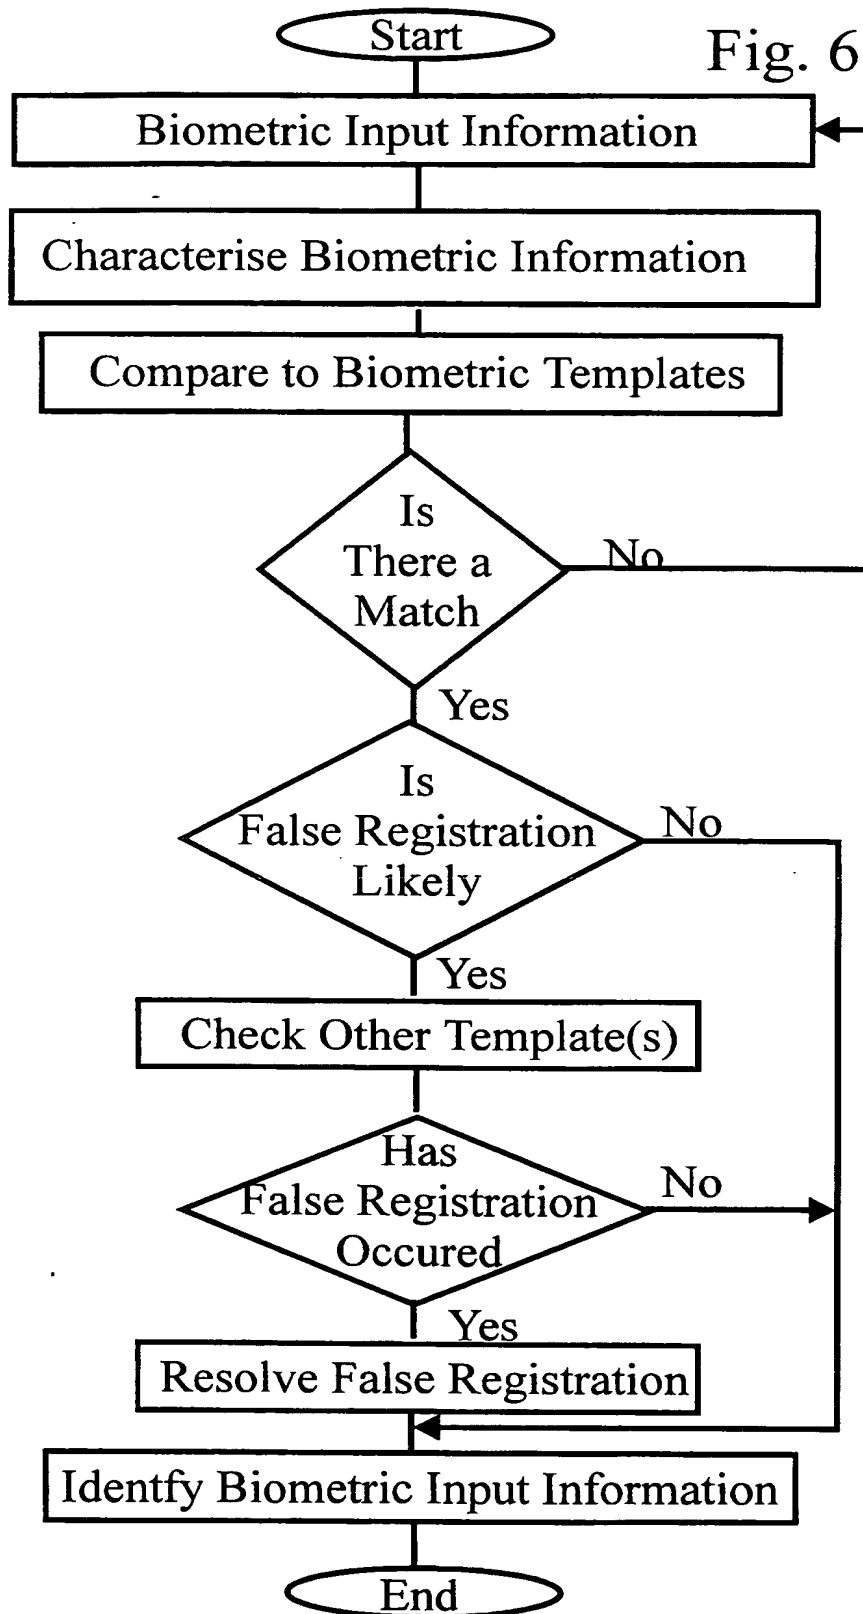 Start
Fig. 6
Biometric Input Information
Characterise Biometric Information
Compare to Biometric Templates
Is
There a
Match
No
Yes
Is
False Registration
Likely
No
Yes
Check Other Template(s)
Has
False Registration
Occured
No
Yes
Resolve False Registration
Identfy Biometric Input Information
End